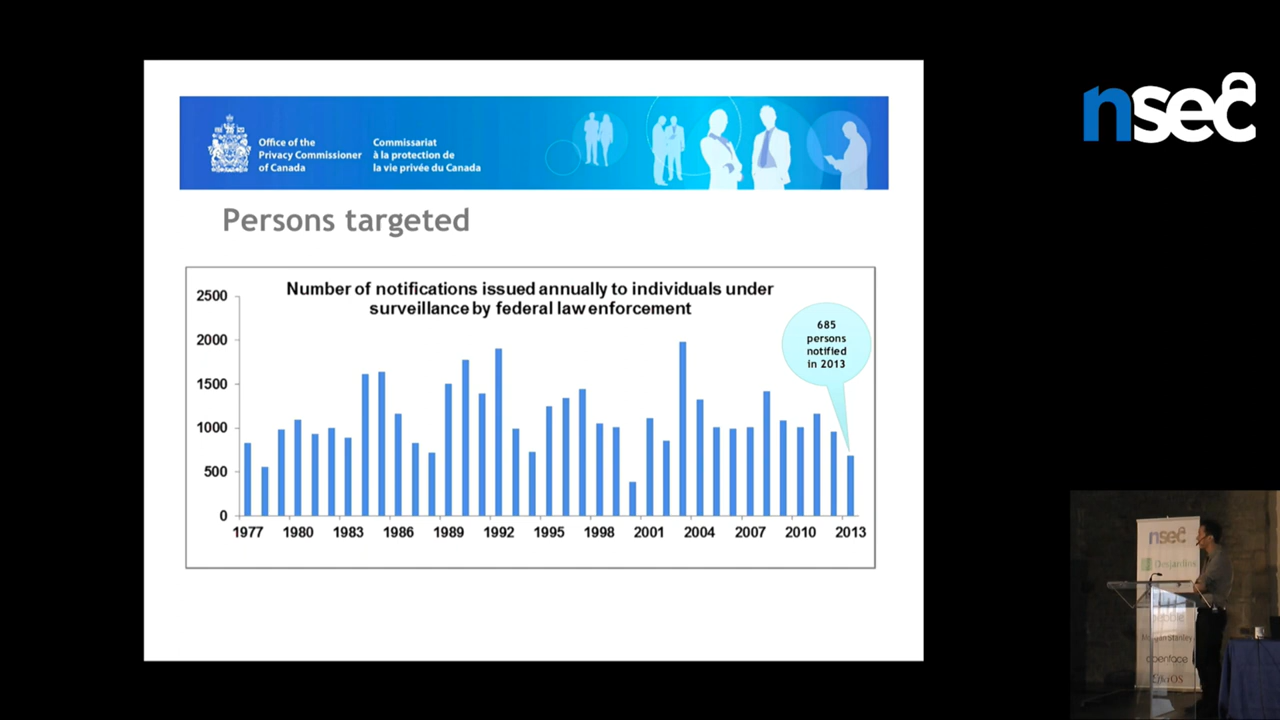 nsec
Office of the
Privacy Commissioner
of Canada
Commissariat
à la protection de
la vie privée du Canada
Persons targeted
Number of notifications issued annually to individuals under
surveillance by federal law enforcement
2500
2000
1500
1000
500
0
685
persons
notified
in 2013
1977 1980 1983 1986 1989 1992 1995 1998 2001 2004 2007 2010 2013
nsec
Desjardins
Morgan Stanley
EfficiOS